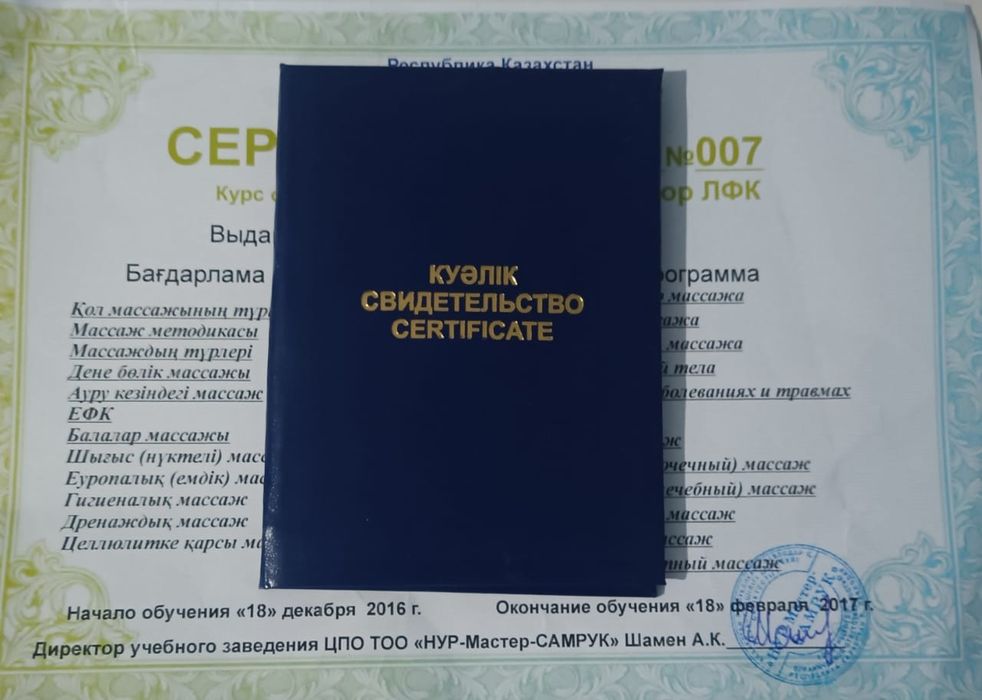 Республика Казахстан
СЕР №007
Курс ор ЛФК
Выда
Бағдарлама рограмма
Қол массажының түр р массажа
Массаж методикасы сажа
Массаждың түрлері массажа
Дене бөлік массажы й тела
Ауру кезіндегі массаж болеваниях и травмах
ЕФК
Балалар массажы ж
Шығыс (нүктелі) масс очечный) массаж
Еуропалық (емдік) мас ечебный) массаж
Гигиеналық массаж массаж
Дренаждық массаж ассаж
Целлюлитке қарсы ма тный массаж
КУӘЛІК
СВИДЕТЕЛЬСТВО
CERTIFICATE
Начало обучения «18» декабря 2016 г. Окончание обучения «18» февраля 2017 г.
Директор учебного заведения ЦПО ТОО «НУР-Мастер-САМРУК» Шамен А.К.